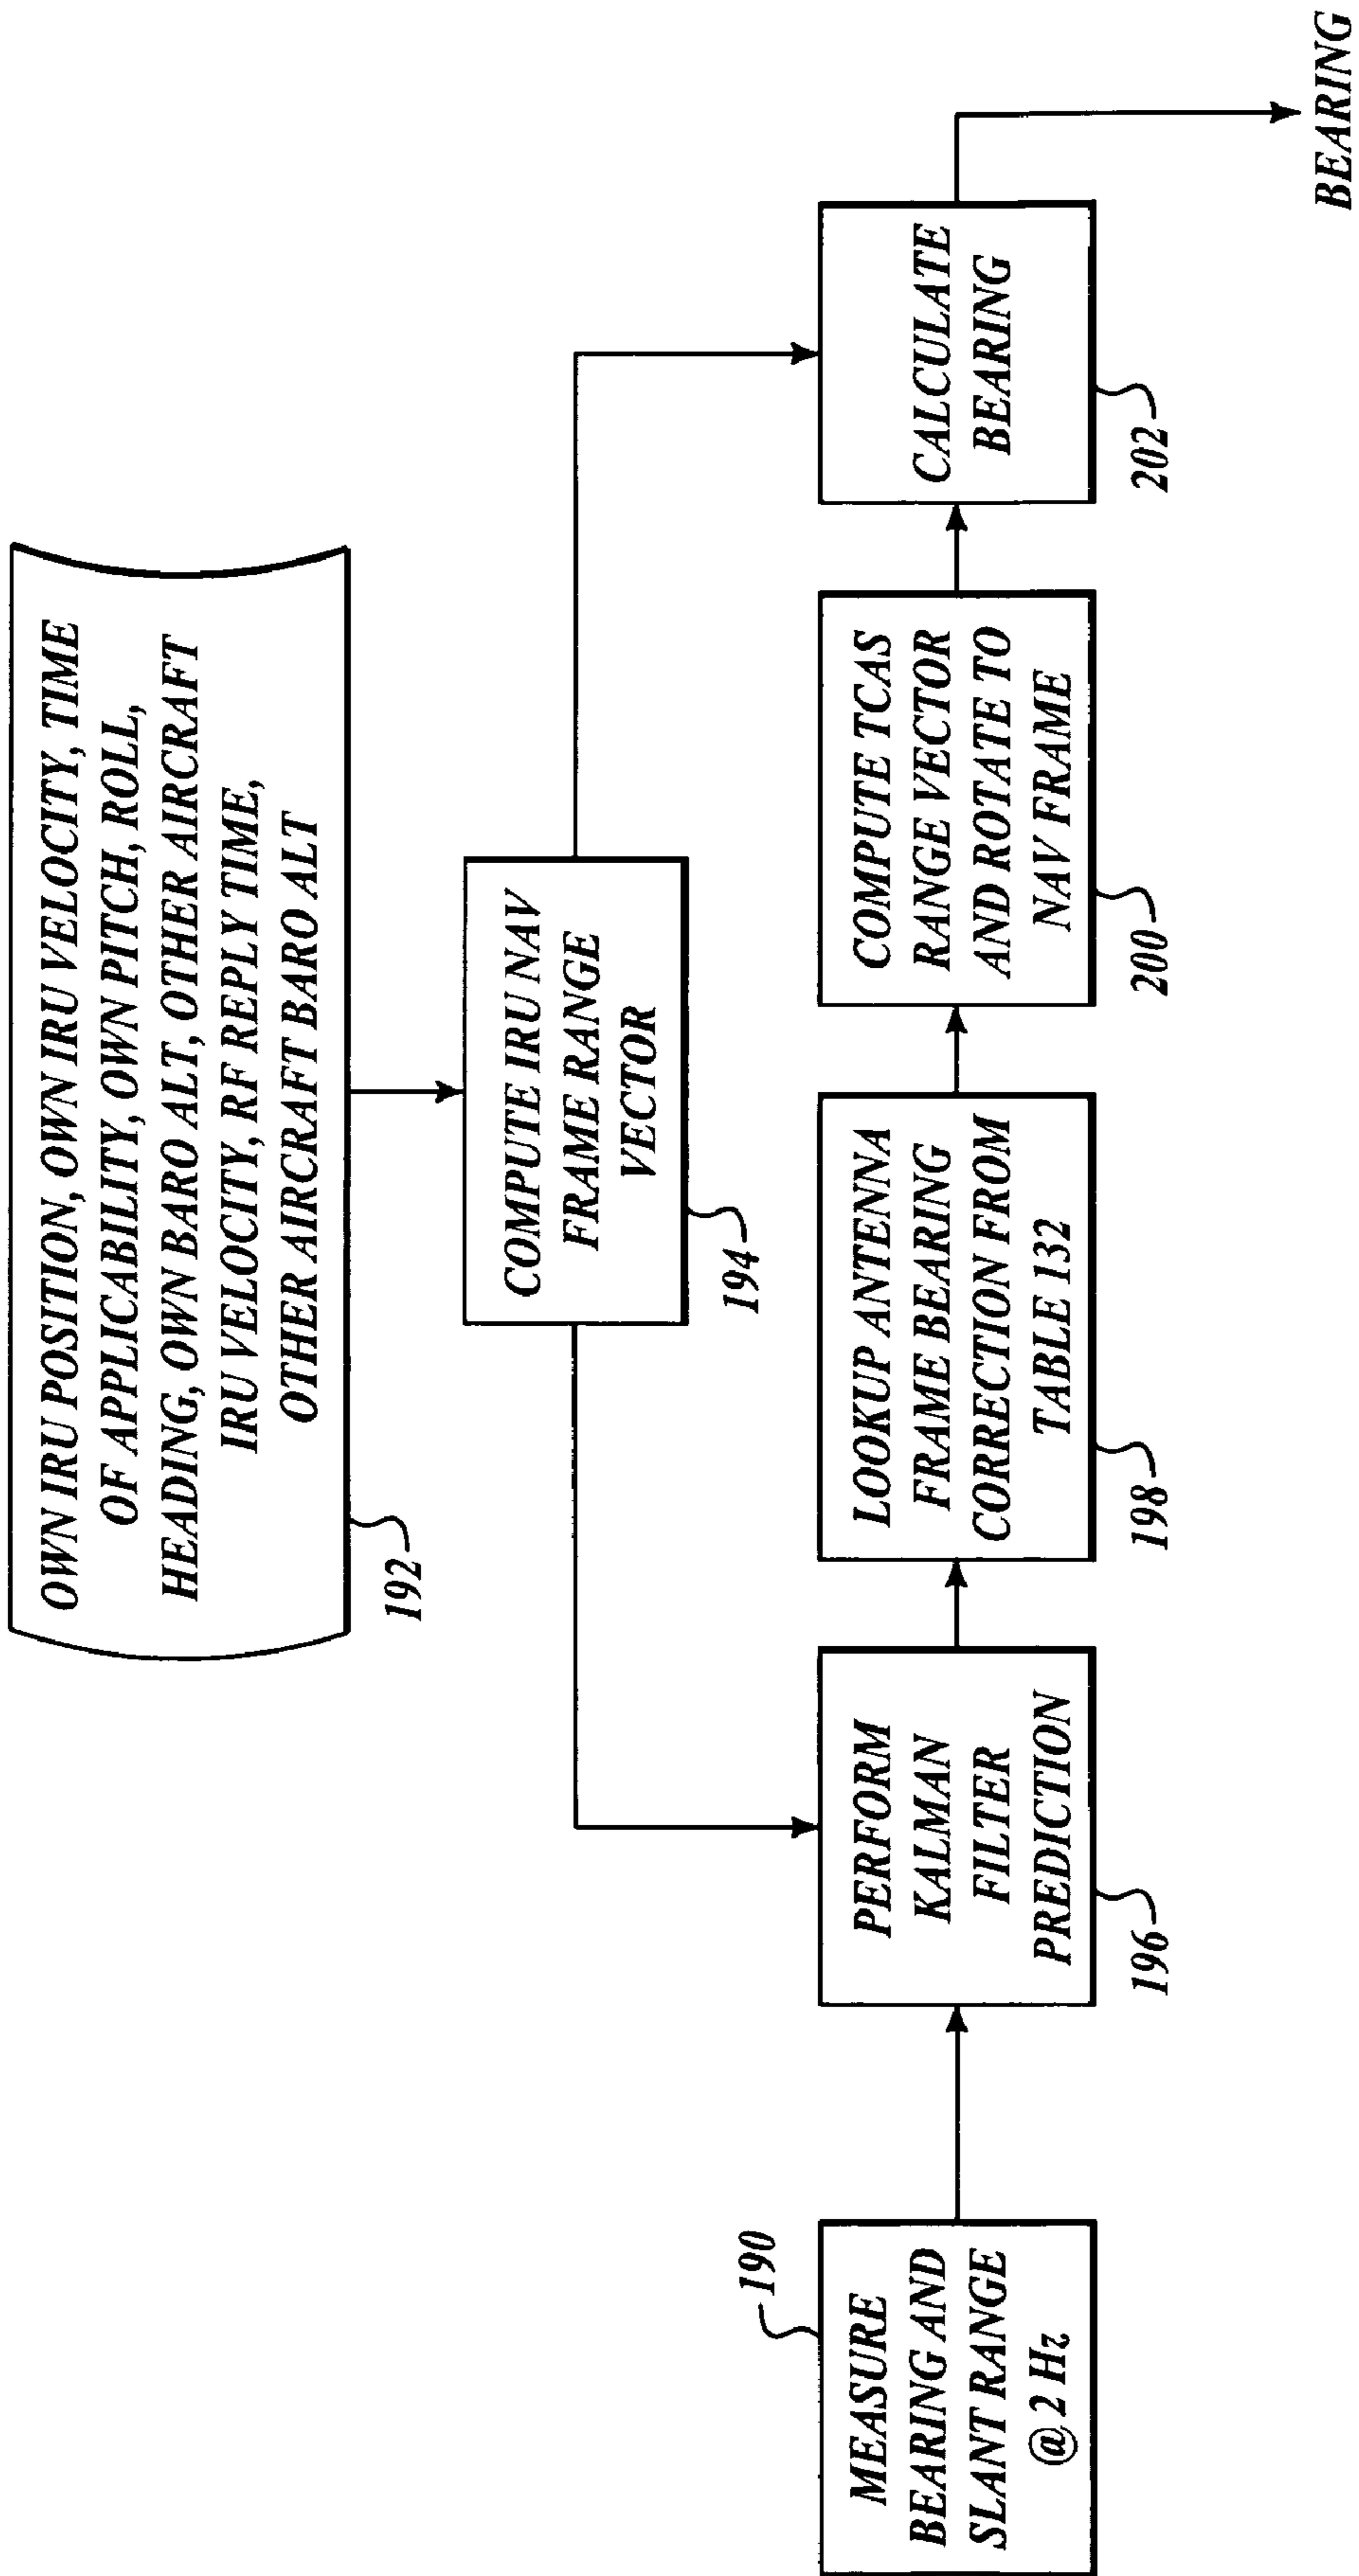 OWN IRU POSITION, OWN IRU VELOCITY, TIME
OF APPLICABILITY, OWN PITCH, ROLL,
HEADING, OWN BARO ALT, OTHER AIRCRAFT
IRU VELOCITY, RF REPLY TIME,
OTHER AIRCRAFT BARO ALT
192
COMPUTE IRU NAV
FRAME RANGE
VECTOR
194
190
MEASURE
BEARING AND
SLANT RANGE
@ 2 Hz
PERFORM
KALMAN
FILTER
PREDICTION
196
LOOKUP ANTENNA
FRAME BEARING
CORRECTION FROM
TABLE 132
198
COMPUTE TCAS
RANGE VECTOR
AND ROTATE TO
NAV FRAME
200
CALCULATE
BEARING
202
BEARING